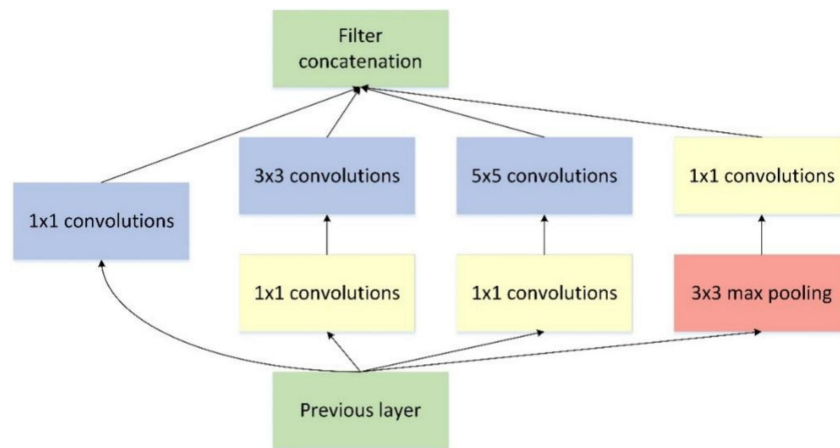 Filter
concatenation
3x3 convolutions
5x5 convolutions
1x1 convolutions
1x1 convolutions
1x1 convolutions
1x1 convolutions
3x3 max pooling
Previous layer